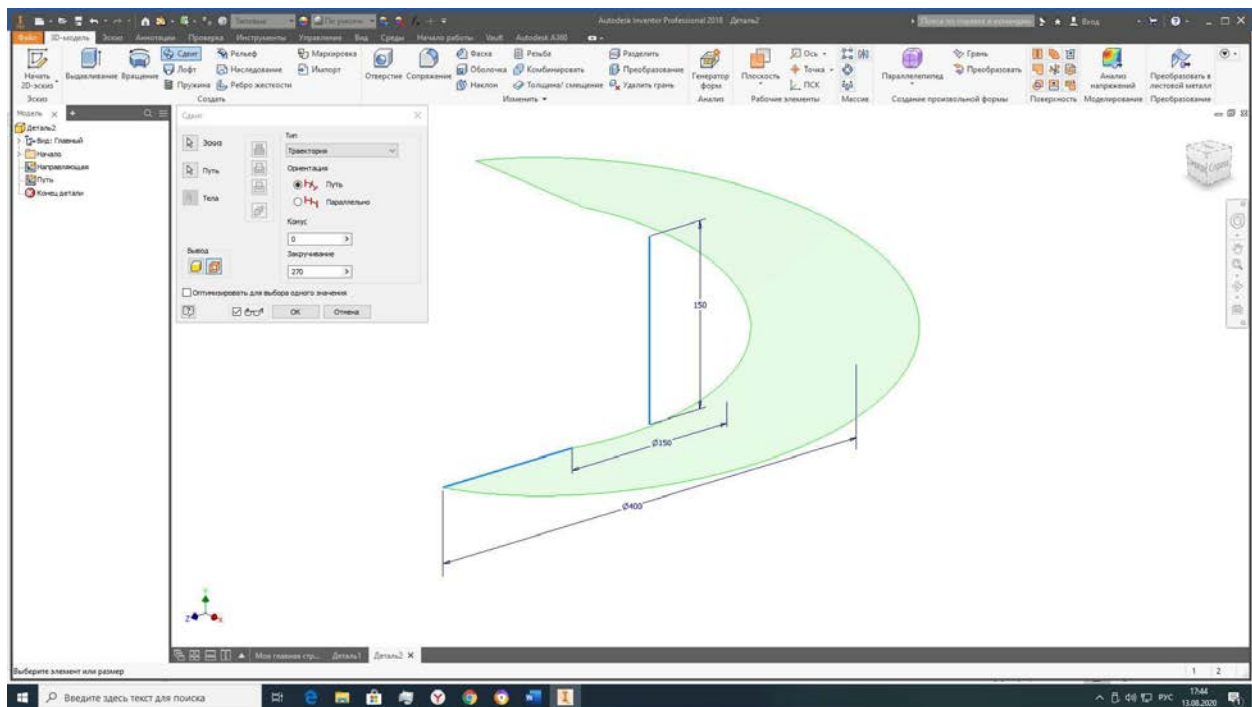 Autodesk Inventor Professional 2018 Деталь2
Поиск по справке и командам
Вход
Файл 3D-модель Эскиз Аннотации Проверка Инструменты Управление Вид Среды Начало работы Vault Autodesk A360
Сдвиг Рельеф Маркировка Фаска Резьба Разделить Ось Грань
Лофт Наследование Импорт Оболочка Комбинировать Преобразование Точка Преобразовать
Пружина Ребро жесткости Наклон Толщина/ смещение Удалить грань ПСК
Начать 2D-эскиз Выдавливание Вращение Отверстие Сопряжение Генератор форм Плоскость Параллелепипед Анализ напряжений Преобразовать в листовой металл
Эскиз Создать Изменить Анализ Рабочие элементы Массив Создание произвольной формы Поверхность Моделирование Преобразование
Модель
Деталь2
Вид: Главный
Начало
Направляющая
Путь
Конец детали
Сдвиг
Эскиз
Путь
Тела
Вывод
Тип
Траектория
Ориентация
Путь
Параллельно
Конус
0
Закручивание
270
Оптимизировать для выбора одного значения
ОК Отмена
150
Ø150
Ø400
Y
Z X
Моя главная стр... Деталь1 Деталь2
Выберите элемент или размер
1 2
Введите здесь текст для поиска
РУС
17:44
13.08.2020